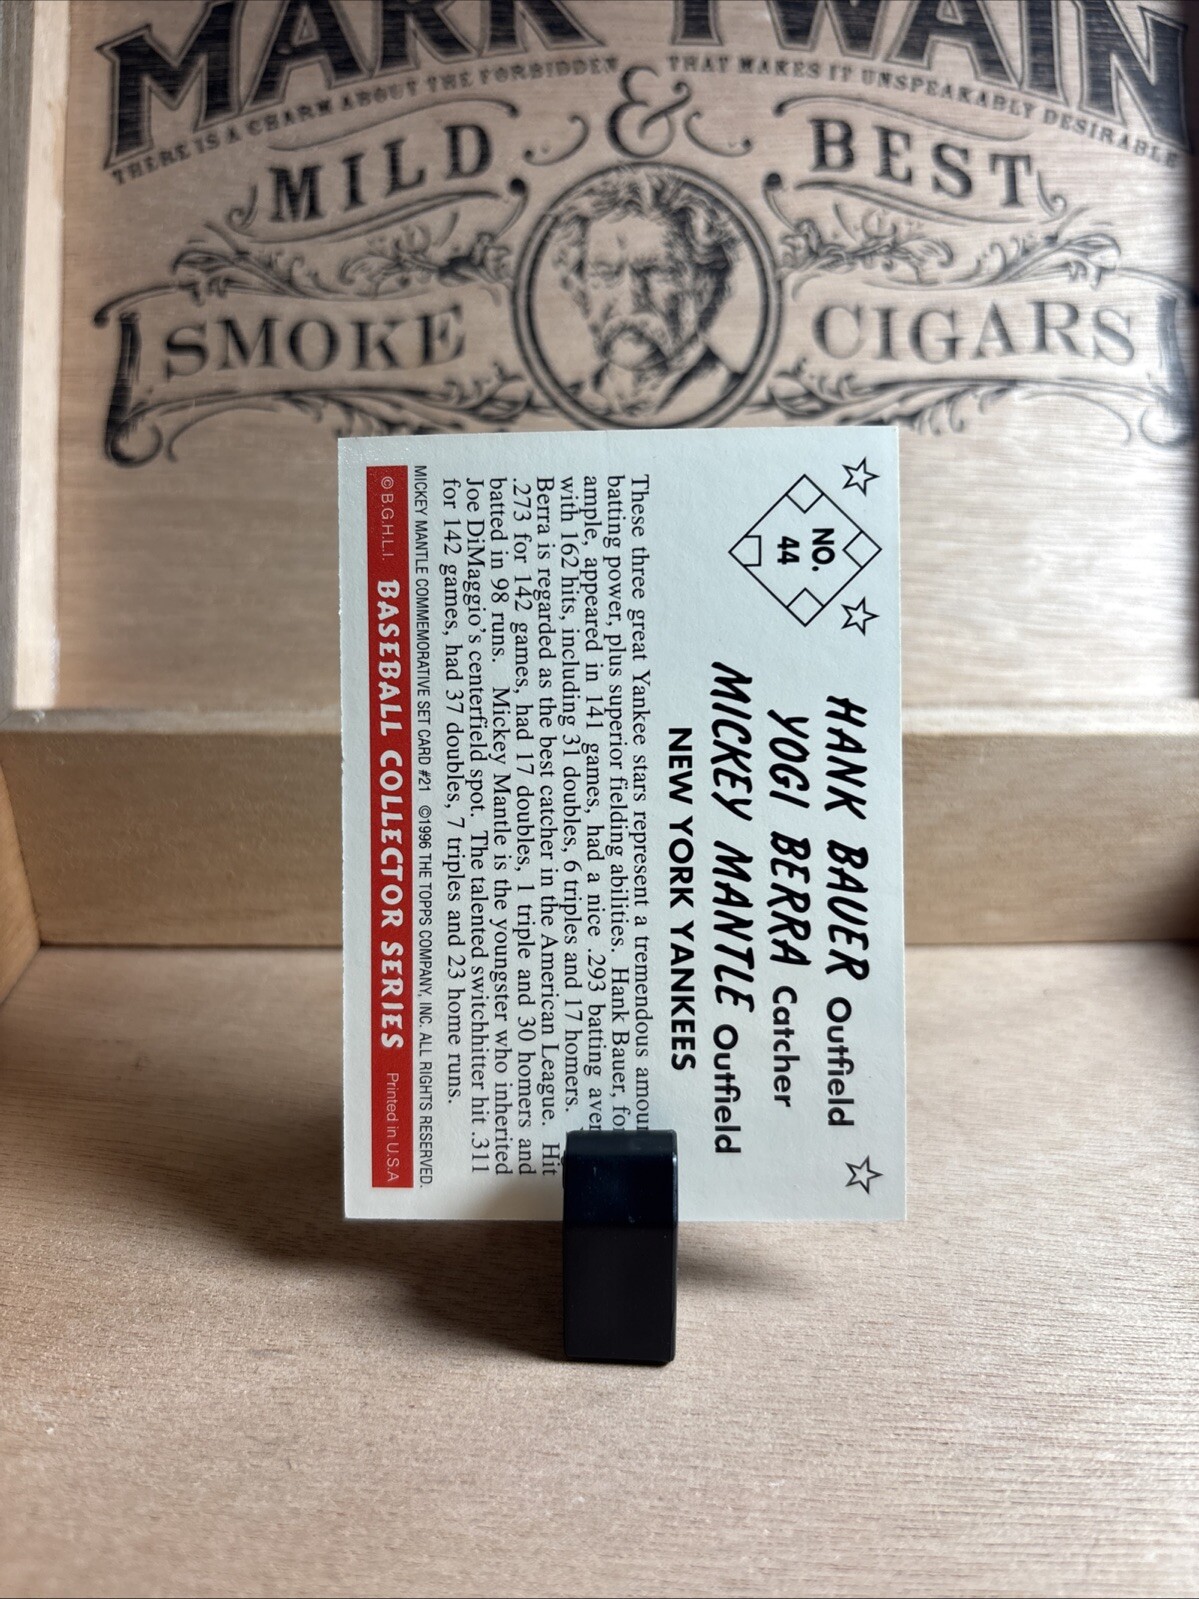 MARK TWAIN
THERE IS A CHARM ABOUT THE FORBIDDEN THAT MAKES IT UNSPEAKABLY DESIRABLE
MILD & BEST
SMOKE CIGARS
NO.
44
HANK BAUER Outfield
YOGI BERRA Catcher
MICKEY MANTLE Outfield
NEW YORK YANKEES
These three great Yankee stars represent a tremendous amou
batting power, plus superior fielding abilities. Hank Bauer, fo
ample, appeared in 141 games, had a nice .293 batting aver
with 162 hits, including 31 doubles, 6 triples and 17 homers.
Berra is regarded as the best catcher in the American League. Hit
.273 for 142 games, had 17 doubles, 1 triple and 30 homers and
batted in 98 runs. Mickey Mantle is the youngster who inherited
Joe DiMaggio's centerfield spot. The talented switchhitter hit .311
for 142 games, had 37 doubles, 7 triples and 23 home runs.
MICKEY MANTLE COMMEMORATIVE SET CARD #21 ©1996 THE TOPPS COMPANY, INC. ALL RIGHTS RESERVED.
© B.G.H.L.I. BASEBALL COLLECTOR SERIES Printed in U.S.A